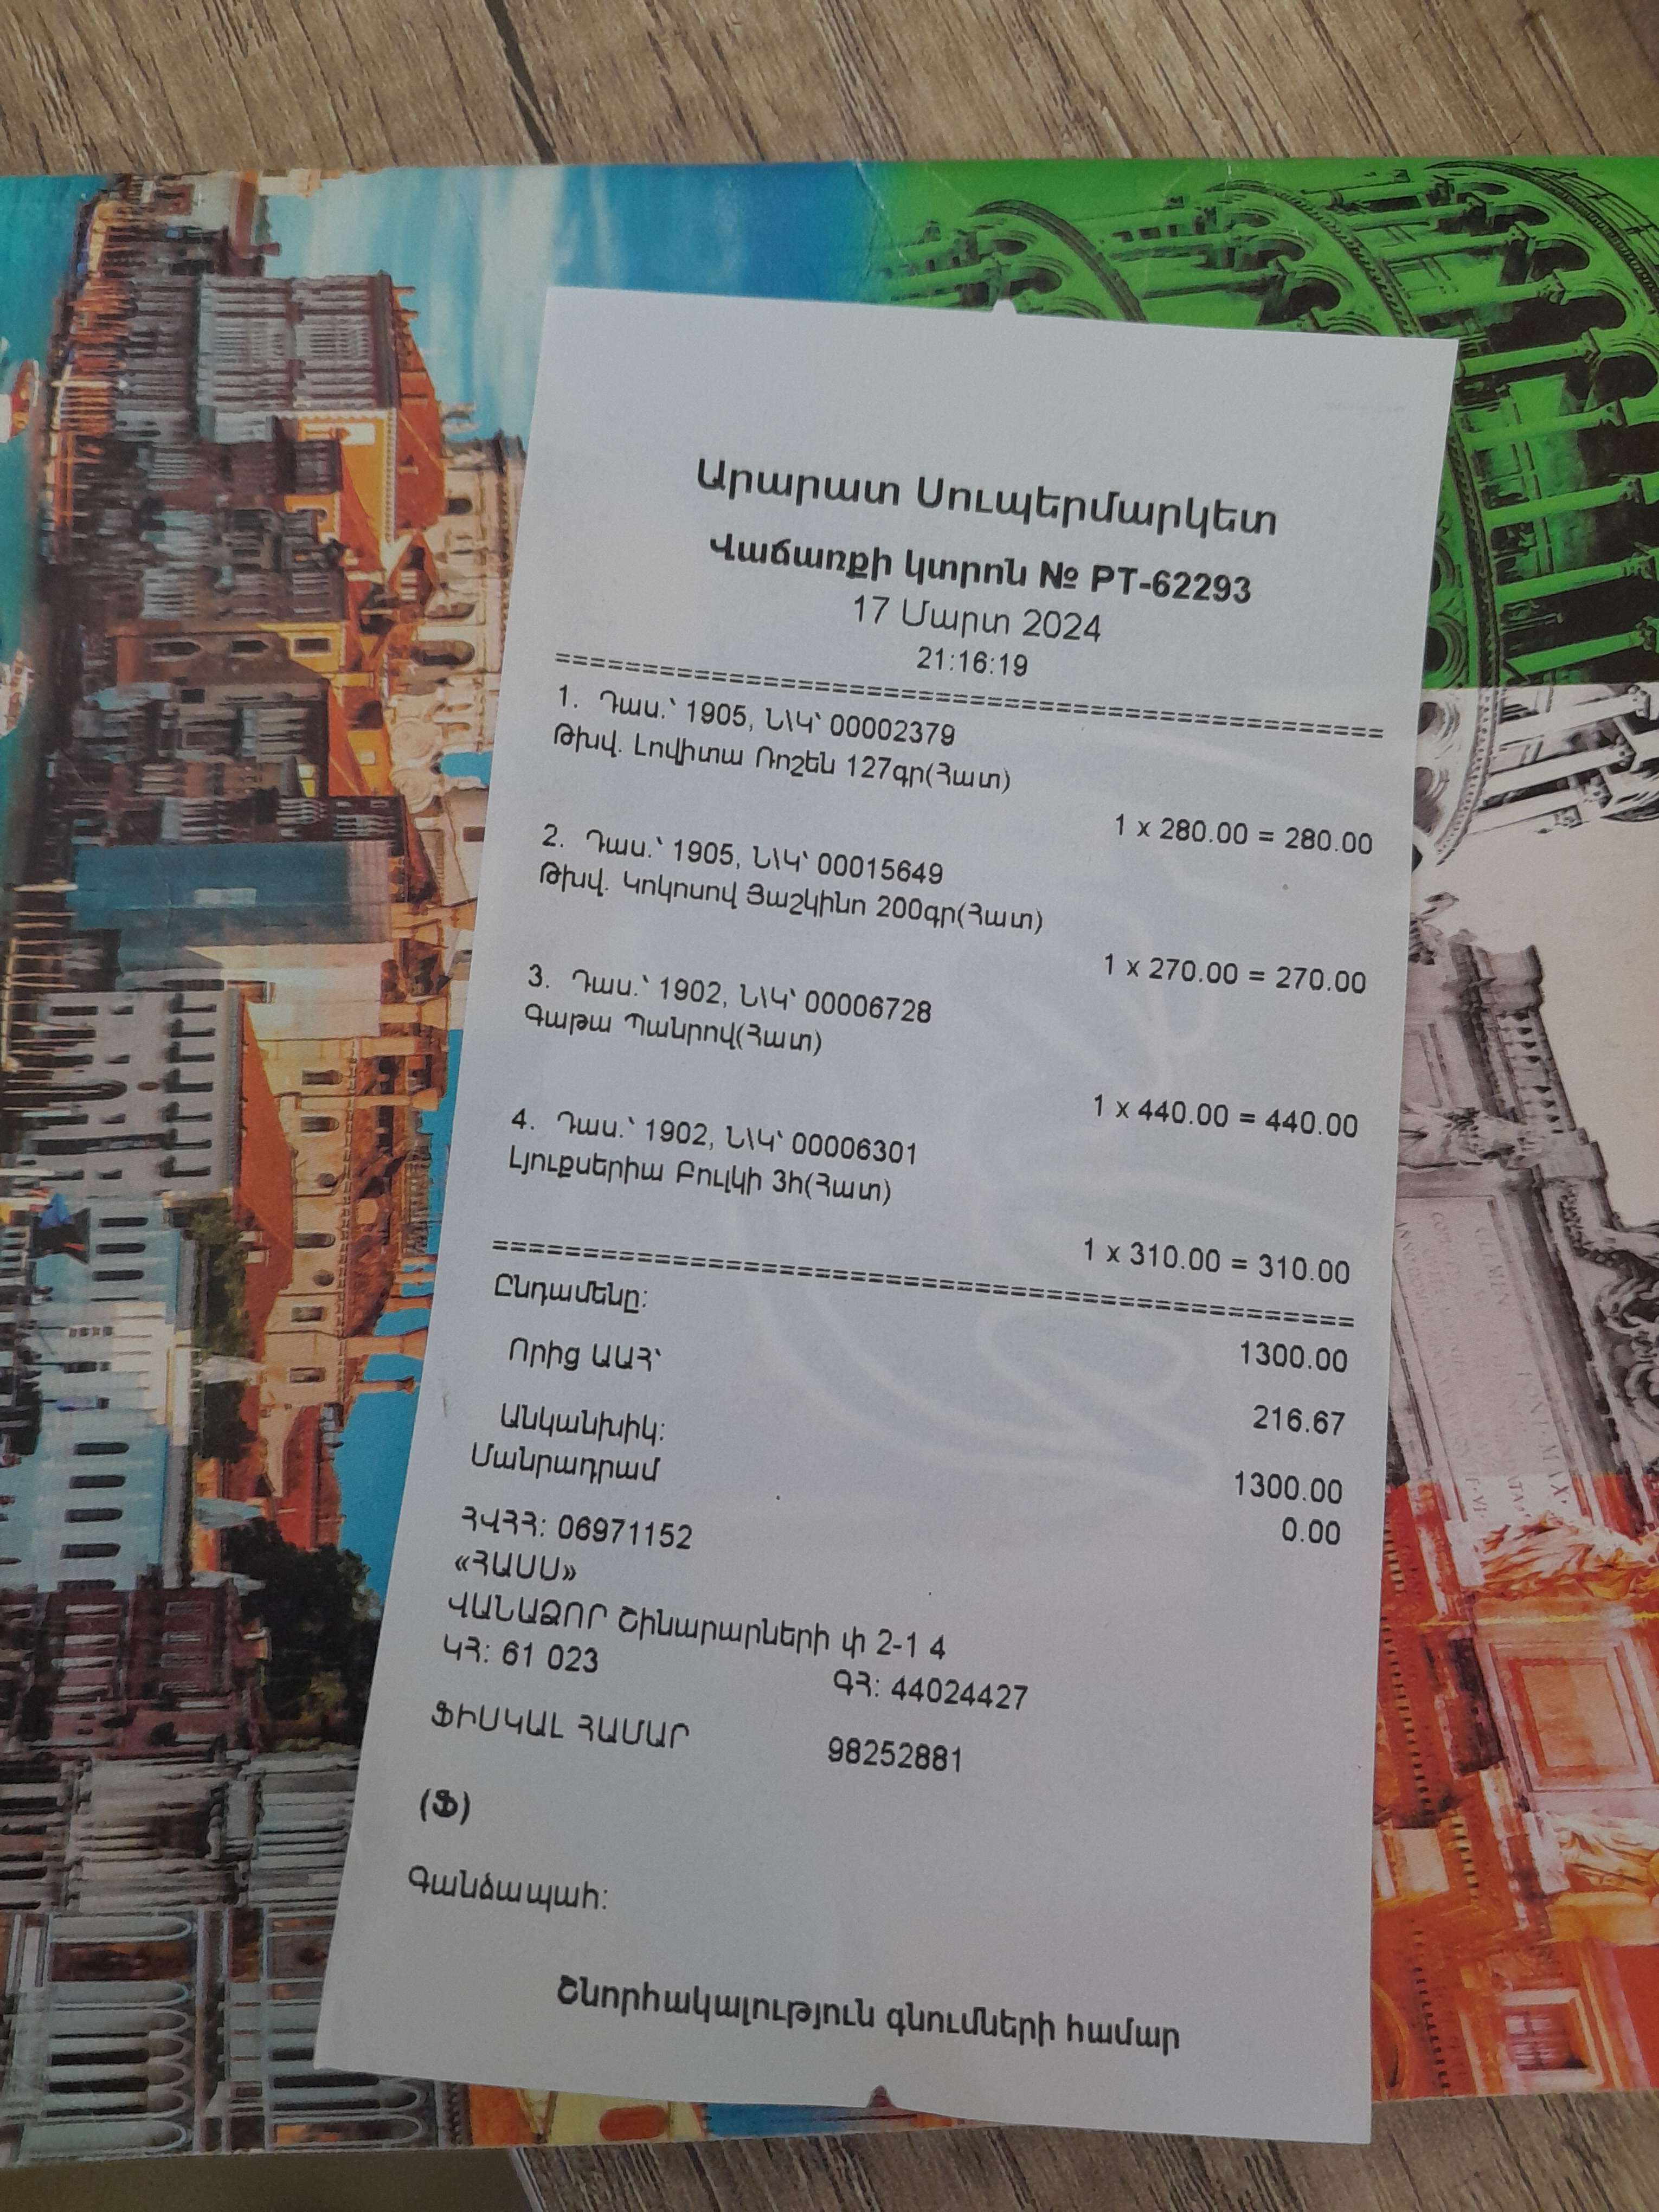 Արարատ Սուպերմարկետ
Վաճառքի կտրոն № PT-62293
17 Մարտ 2024
21:16:19
================================================
1. Դաս.՝ 1905, Ն\Կ՝ 00002379
Թխվ. Լովիտա Ռոշեն 127գր(Հատ)
1 x 280.00 = 280.00
2. Դաս.՝ 1905, Ն\Կ՝ 00015649
Թխվ. Կոկոսով Յաշկինո 200գր(Հատ)
1 x 270.00 = 270.00
3. Դաս.՝ 1902, Ն\Կ՝ 00006728
Գաթա Պանրով(Հատ)
1 x 440.00 = 440.00
4. Դաս.՝ 1902, Ն\Կ՝ 00006301
Լյուքսերիա Բուլկի 3հ(Հատ)
1 x 310.00 = 310.00
================================================
Ընդամենը: 1300.00
Որից ԱԱՀ՝ 216.67
Անկանխիկ: 1300.00
Մանրադրամ 0.00
ՀՎՀՀ: 06971152
«ՀԱՍՍ»
ՎԱՆԱՁՈՐ Շինարարների փ 2-1 4
ԿՀ: 61 023 ԳՀ: 44024427
ՖԻՍԿԱԼ ՀԱՄԱՐ 98252881
(Ֆ)
Գանձապահ:
Շնորհակալություն գնումների համար